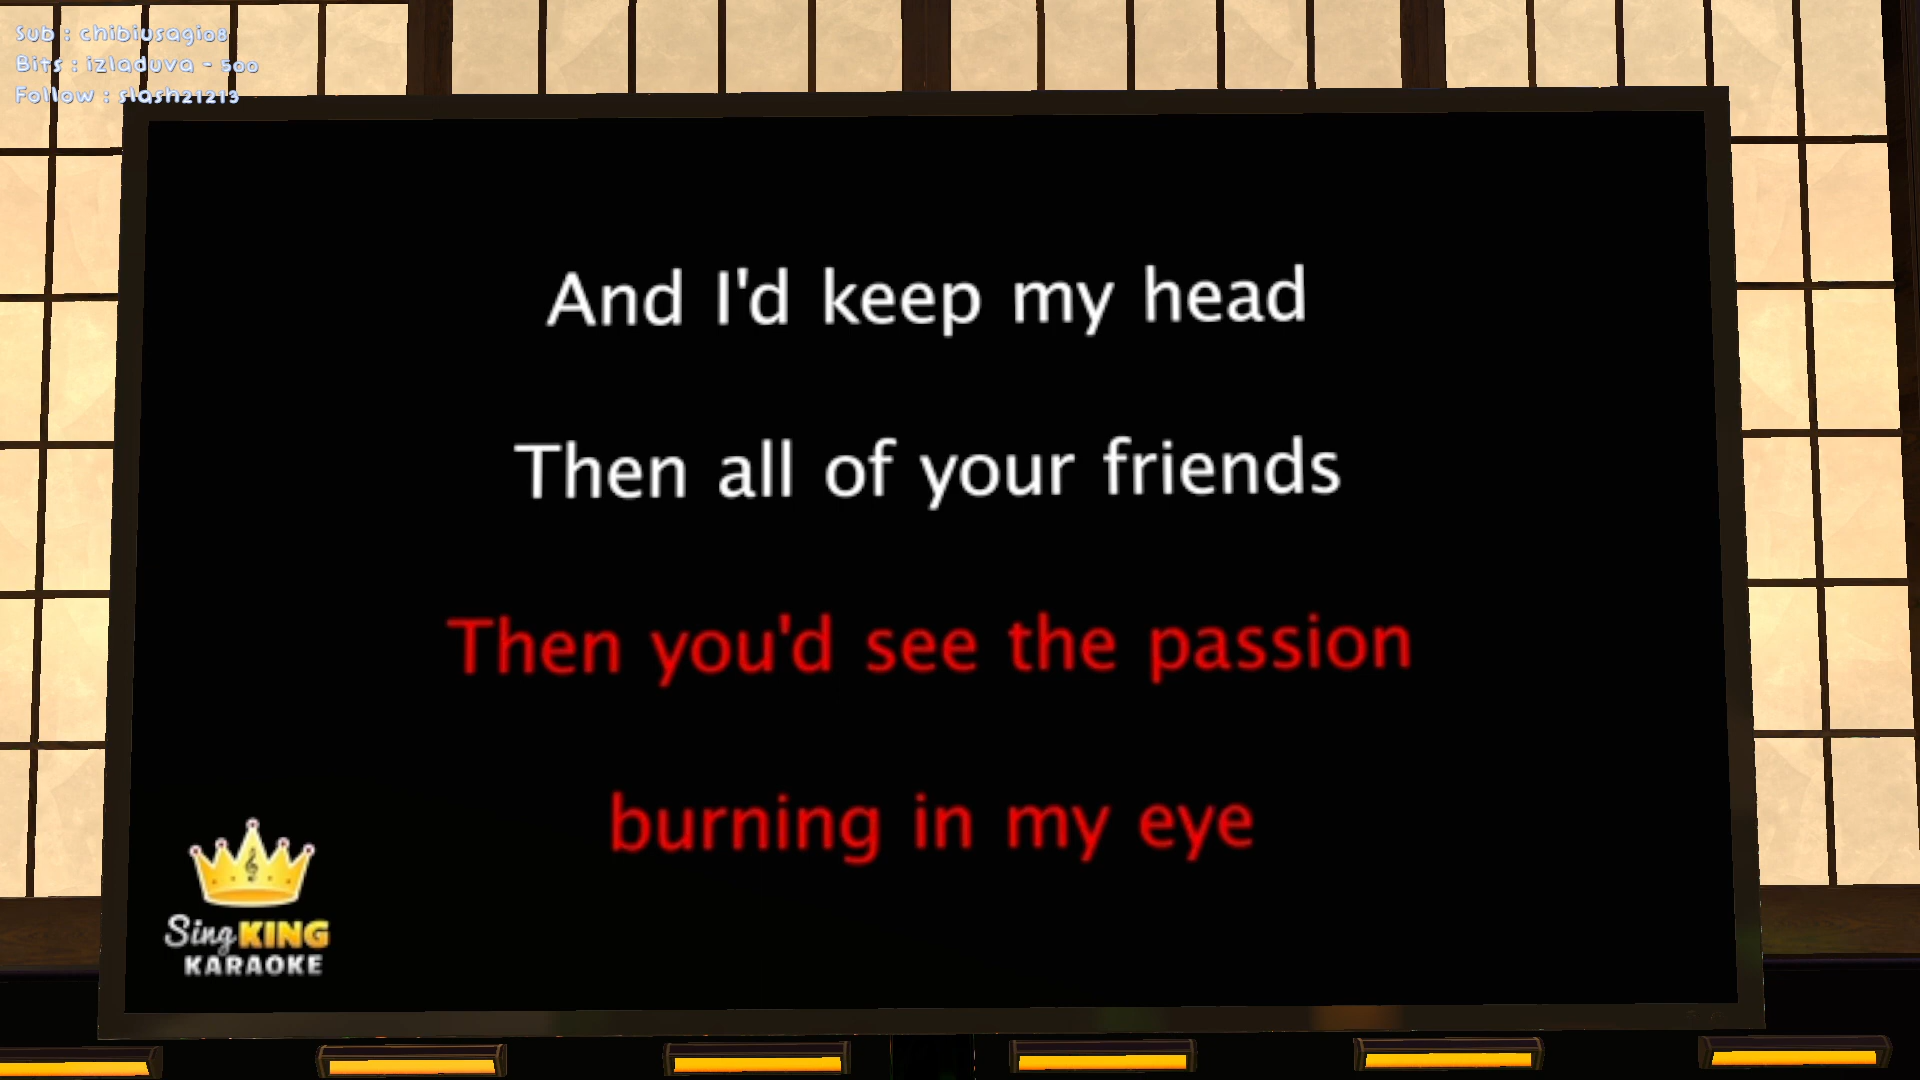 Sub : chibiusagi08
Bits : izladuva - 500
Follow : slash21213
And I'd keep my head
Then all of your friends
Then you'd see the passion
burning in my eye
Sing KING
KARAOKE